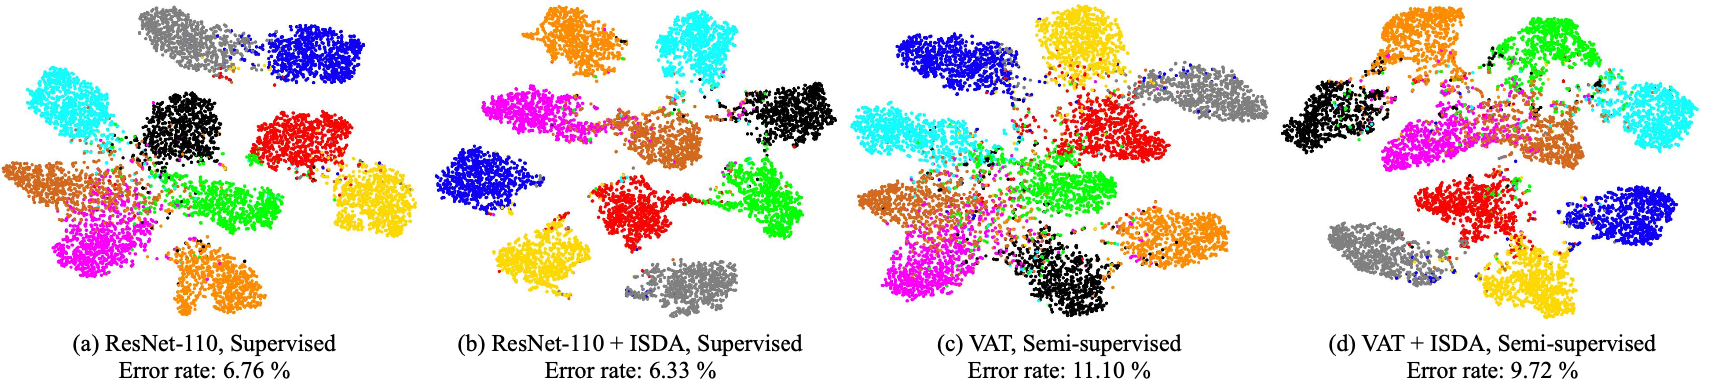 (a) ResNet-110, Supervised
Error rate: 6.76 %
(b) ResNet-110 + ISDA, Supervised
Error rate: 6.33 %
(c) VAT, Semi-supervised
Error rate: 11.10 %
(d) VAT + ISDA, Semi-supervised
Error rate: 9.72 %